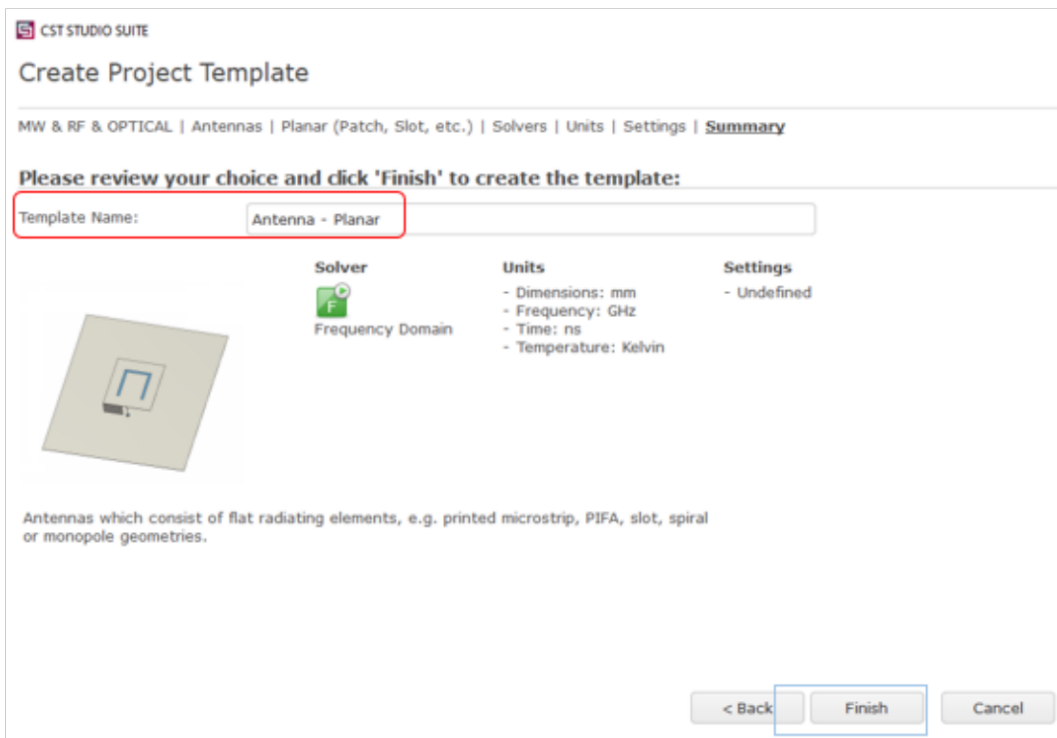 CST STUDIO SUITE
Create Project Template
MW & RF & OPTICAL | Antennas | Planar (Patch, Slot, etc.) | Solvers | Units | Settings | Summary
Please review your choice and click 'Finish' to create the template:
Template Name: Antenna - Planar
Solver Units Settings
- Dimensions: mm - Undefined
F - Frequency: GHz
Frequency Domain - Time: ns
- Temperature: Kelvin
Antennas which consist of flat radiating elements, e.g. printed microstrip, PIFA, slot, spiral
or monopole geometries.
< Back Finish Cancel